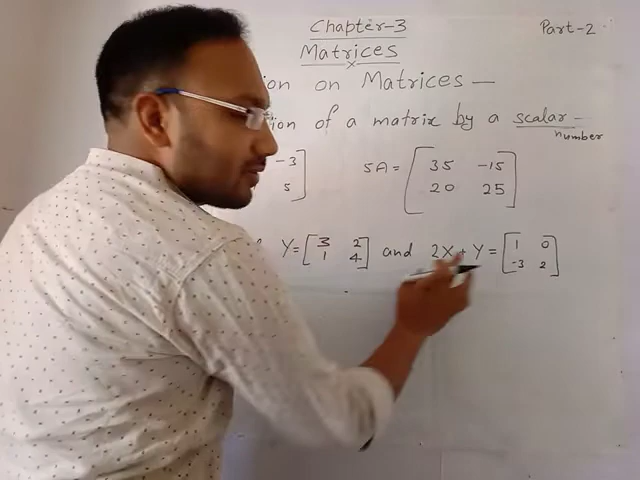 Chapter-3 Part-2
Matrices
ion on Matrices —
tion of a matrix by a scalar -
number
-3 5A = [ 35 -15
5 ] 20 25 ]
Y = [ 3 2 and 2X + Y = [ 1 0
1 4 ] -3 2 ]